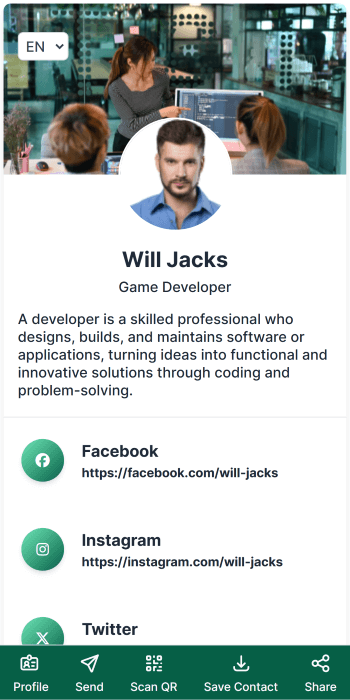 EN
Will Jacks
Game Developer
A developer is a skilled professional who
designs, builds, and maintains software or
applications, turning ideas into functional and
innovative solutions through coding and
problem-solving.
Facebook
https://facebook.com/will-jacks
Instagram
https://instagram.com/will-jacks
Twitter
Profile
Send
Scan QR
Save Contact
Share